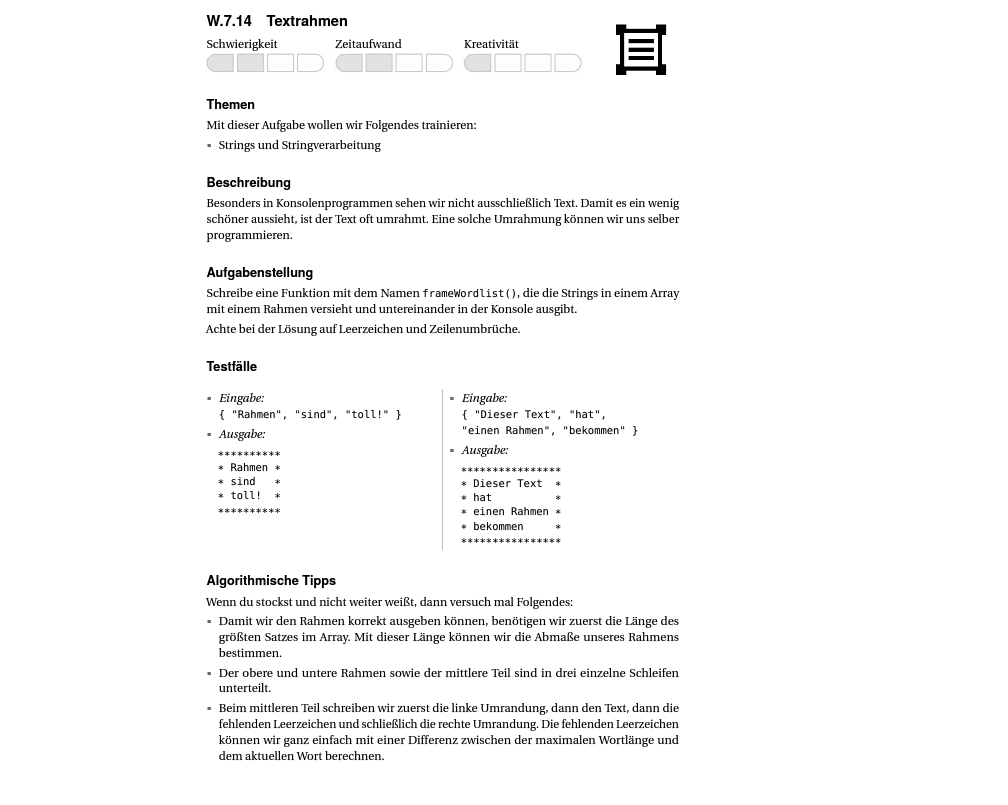 W.7.14 Textrahmen
Schwierigkeit Zeitaufwand Kreativität
Themen
Mit dieser Aufgabe wollen wir Folgendes trainieren:
▪ Strings und Stringverarbeitung
Beschreibung
Besonders in Konsolenprogrammen sehen wir nicht ausschließlich Text. Damit es ein wenig
schöner aussieht, ist der Text oft umrahmt. Eine solche Umrahmung können wir uns selber
programmieren.
Aufgabenstellung
Schreibe eine Funktion mit dem Namen frameWordlist(), die die Strings in einem Array
mit einem Rahmen versieht und untereinander in der Konsole ausgibt.
Achte bei der Lösung auf Leerzeichen und Zeilenumbrüche.
Testfälle
▪ Eingabe:
{ "Rahmen", "sind", "toll!" }
▪ Ausgabe:
**********
* Rahmen *
* sind   *
* toll!  *
**********
▪ Eingabe:
{ "Dieser Text", "hat",
"einen Rahmen", "bekommen" }
▪ Ausgabe:
****************
* Dieser Text  *
* hat          *
* einen Rahmen *
* bekommen     *
****************
Algorithmische Tipps
Wenn du stockst und nicht weiter weißt, dann versuch mal Folgendes:
▪ Damit wir den Rahmen korrekt ausgeben können, benötigen wir zuerst die Länge des
größten Satzes im Array. Mit dieser Länge können wir die Abmaße unseres Rahmens
bestimmen.
▪ Der obere und untere Rahmen sowie der mittlere Teil sind in drei einzelne Schleifen
unterteilt.
▪ Beim mittleren Teil schreiben wir zuerst die linke Umrandung, dann den Text, dann die
fehlenden Leerzeichen und schließlich die rechte Umrandung. Die fehlenden Leerzeichen
können wir ganz einfach mit einer Differenz zwischen der maximalen Wortlänge und
dem aktuellen Wort berechnen.